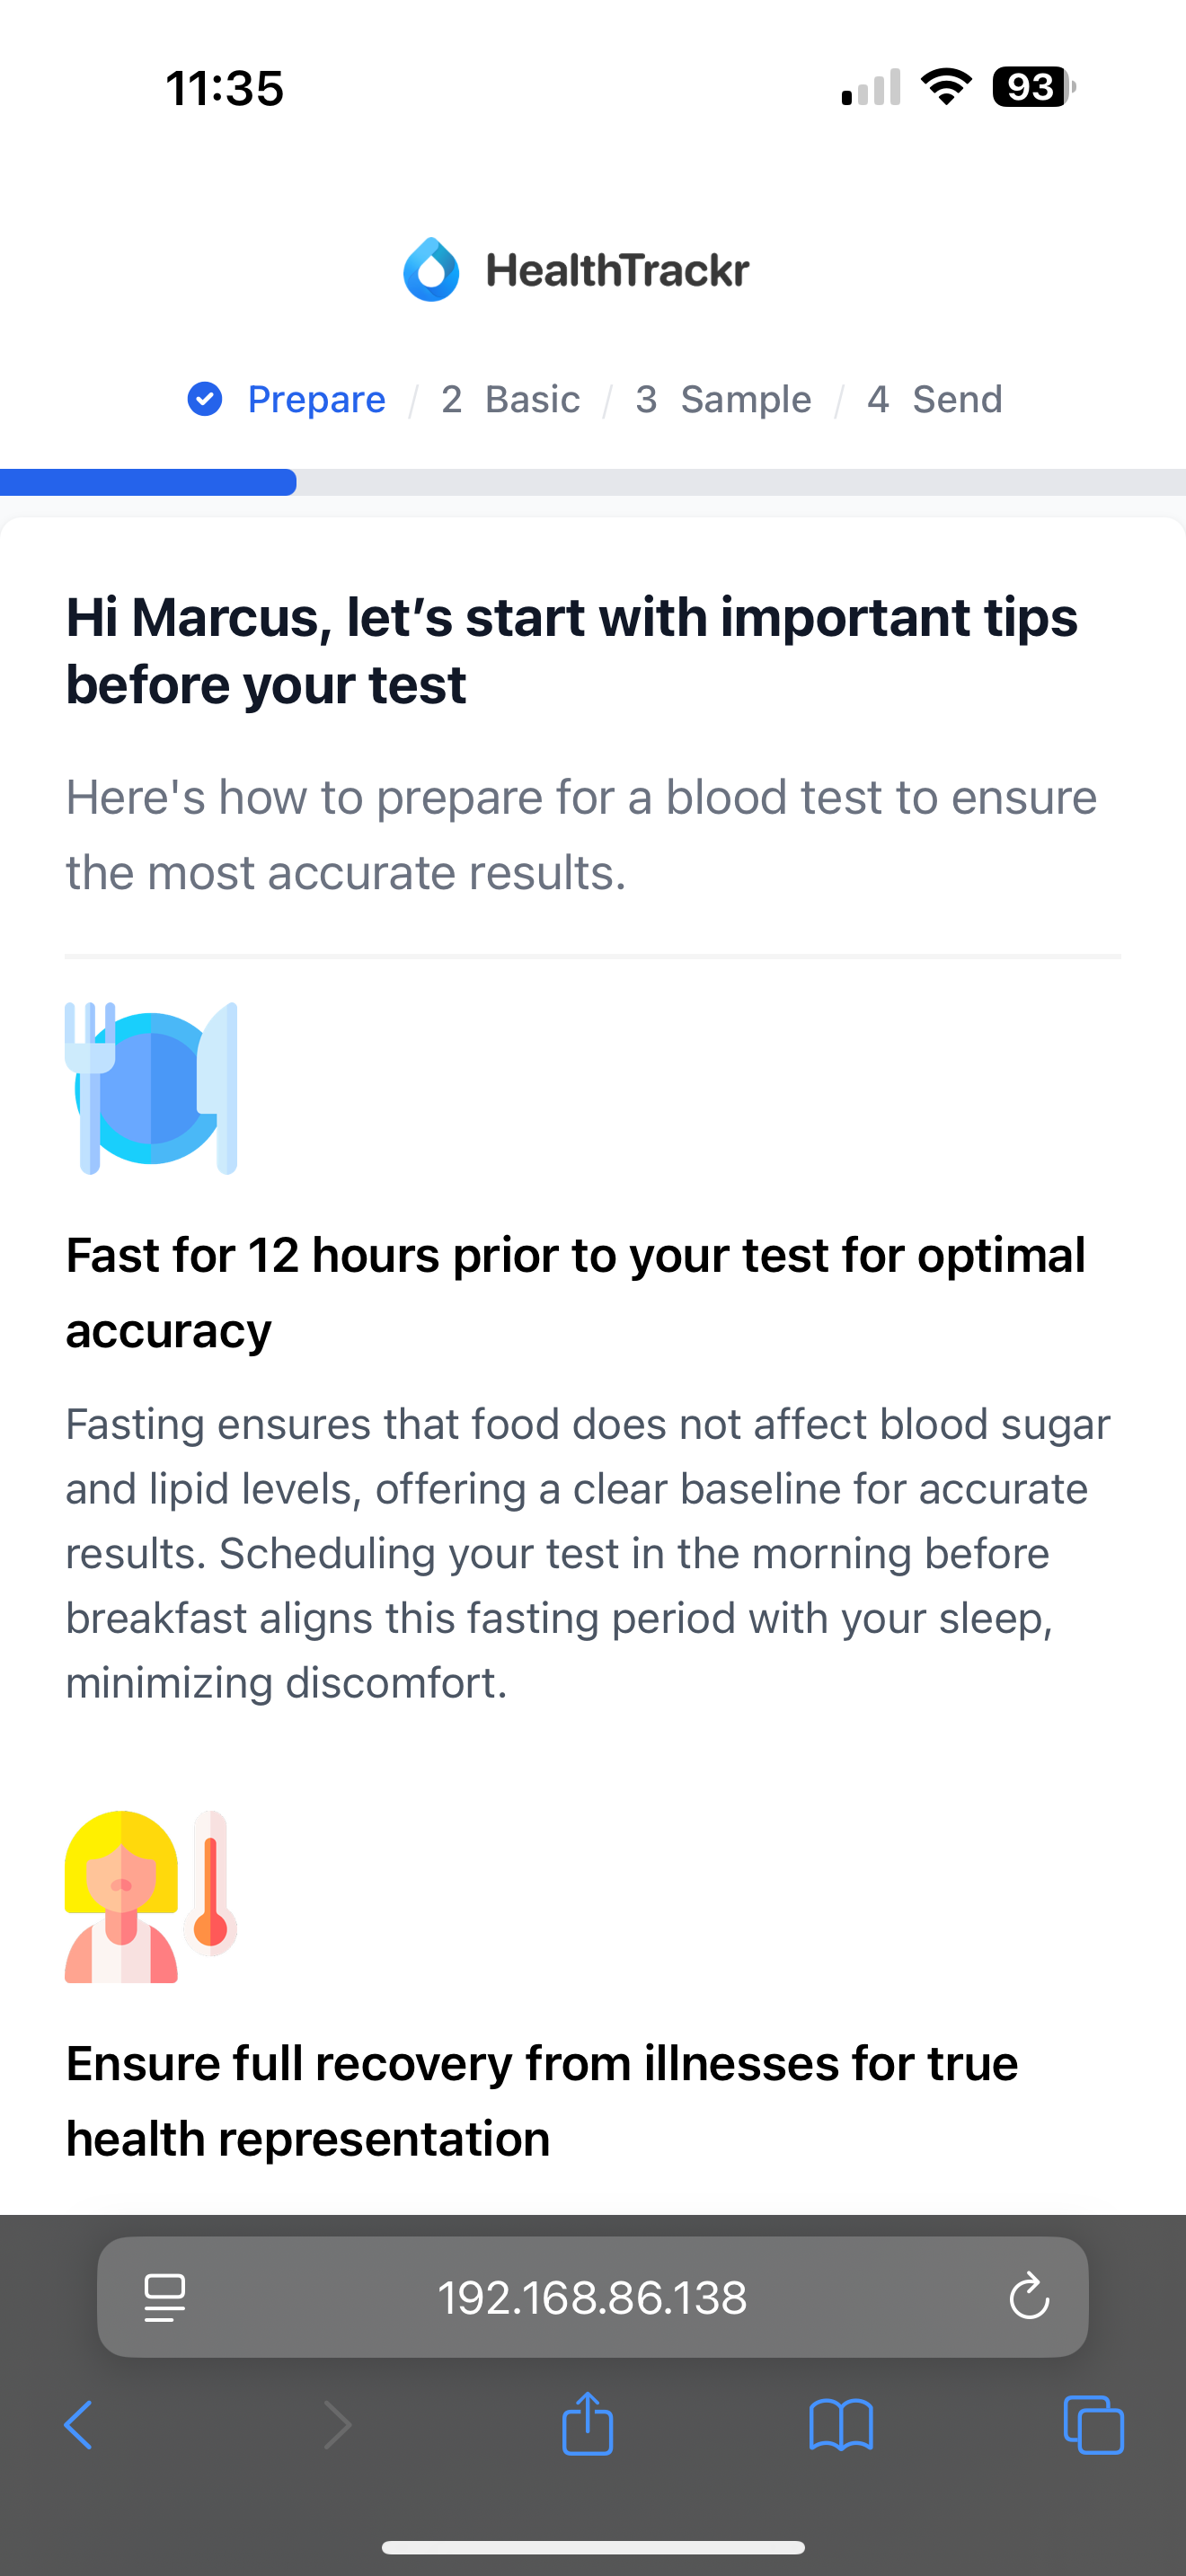 11:35
93
HealthTrackr
Prepare / 2 Basic / 3 Sample / 4 Send
Hi Marcus, let’s start with important tips
before your test
Here's how to prepare for a blood test to ensure
the most accurate results.
Fast for 12 hours prior to your test for optimal
accuracy
Fasting ensures that food does not affect blood sugar
and lipid levels, offering a clear baseline for accurate
results. Scheduling your test in the morning before
breakfast aligns this fasting period with your sleep,
minimizing discomfort.
Ensure full recovery from illnesses for true
health representation
192.168.86.138